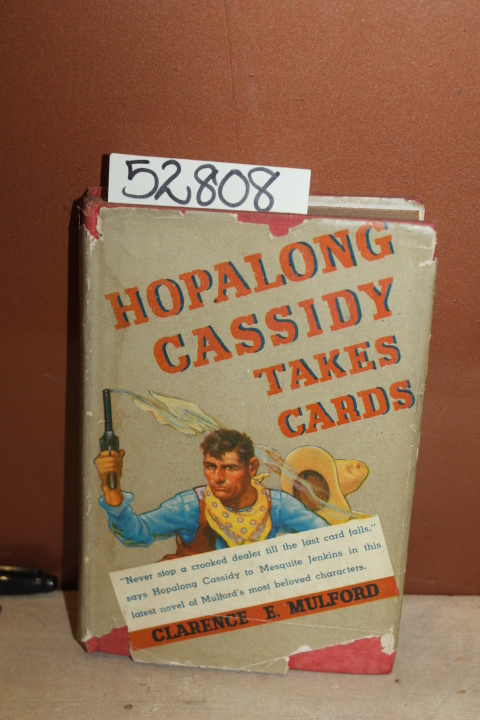 52808
HOPALONG
CASSIDY
TAKES
CARDS
"Never stop a crooked dealer till the last card falls,"
says Hopalong Cassidy to Mesquite Jenkins in this
latest novel of Mulford's most beloved characters.
CLARENCE E. MULFORD